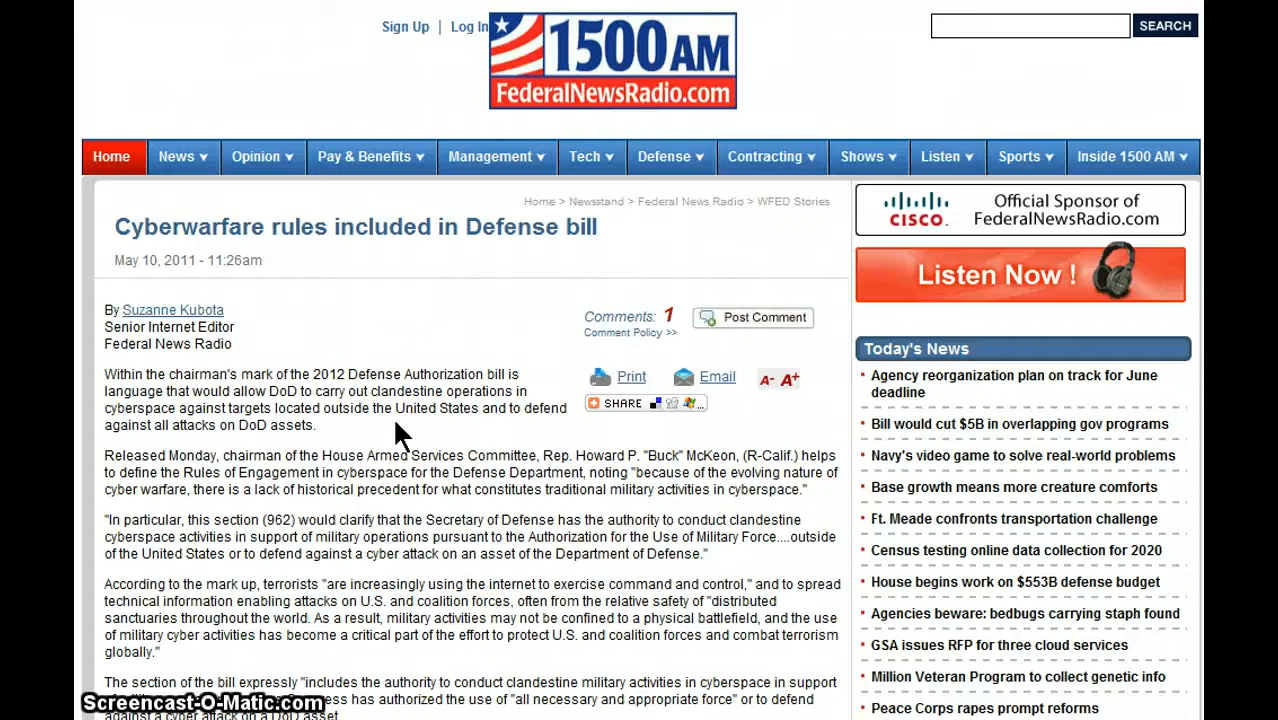 Sign Up | Log In
1500AM
FederalNewsRadio.com
SEARCH
Home
News
Opinion
Pay & Benefits
Management
Tech
Defense
Contracting
Shows
Listen
Sports
Inside 1500 AM
Home > Newsstand > Federal News Radio > WFED Stories
Cyberwarfare rules included in Defense bill
May 10, 2011 - 11:26am
By Suzanne Kubota
Senior Internet Editor
Federal News Radio
Comments: 1
Post Comment
Comment Policy >>
Print
Email
A- A+
SHARE
Within the chairman's mark of the 2012 Defense Authorization bill is
language that would allow DoD to carry out clandestine operations in
cyberspace against targets located outside the United States and to defend
against all attacks on DoD assets.
Released Monday, chairman of the House Armed Services Committee, Rep. Howard P. "Buck" McKeon, (R-Calif.) helps
to define the Rules of Engagement in cyberspace for the Defense Department, noting "because of the evolving nature of
cyber warfare, there is a lack of historical precedent for what constitutes traditional military activities in cyberspace."
"In particular, this section (962) would clarify that the Secretary of Defense has the authority to conduct clandestine
cyberspace activities in support of military operations pursuant to the Authorization for the Use of Military Force....outside
of the United States or to defend against a cyber attack on an asset of the Department of Defense."
According to the mark up, terrorists "are increasingly using the internet to exercise command and control," and to spread
technical information enabling attacks on U.S. and coalition forces, often from the relative safety of "distributed
sanctuaries throughout the world. As a result, military activities may not be confined to a physical battlefield, and the use
of military cyber activities has become a critical part of the effort to protect U.S. and coalition forces and combat terrorism
globally."
The section of the bill expressly "includes the authority to conduct clandestine military activities in cyberspace in support
has authorized the use of "all necessary and appropriate force" or to defend
against a cyber attack on a DoD asset
CISCO
Official Sponsor of
FederalNewsRadio.com
Listen Now !
Today's News
Agency reorganization plan on track for June
deadline
Bill would cut $5B in overlapping gov programs
Navy's video game to solve real-world problems
Base growth means more creature comforts
Ft. Meade confronts transportation challenge
Census testing online data collection for 2020
House begins work on $553B defense budget
Agencies beware: bedbugs carrying staph found
GSA issues RFP for three cloud services
Million Veteran Program to collect genetic info
Peace Corps rapes prompt reforms
Screencast-O-Matic.com